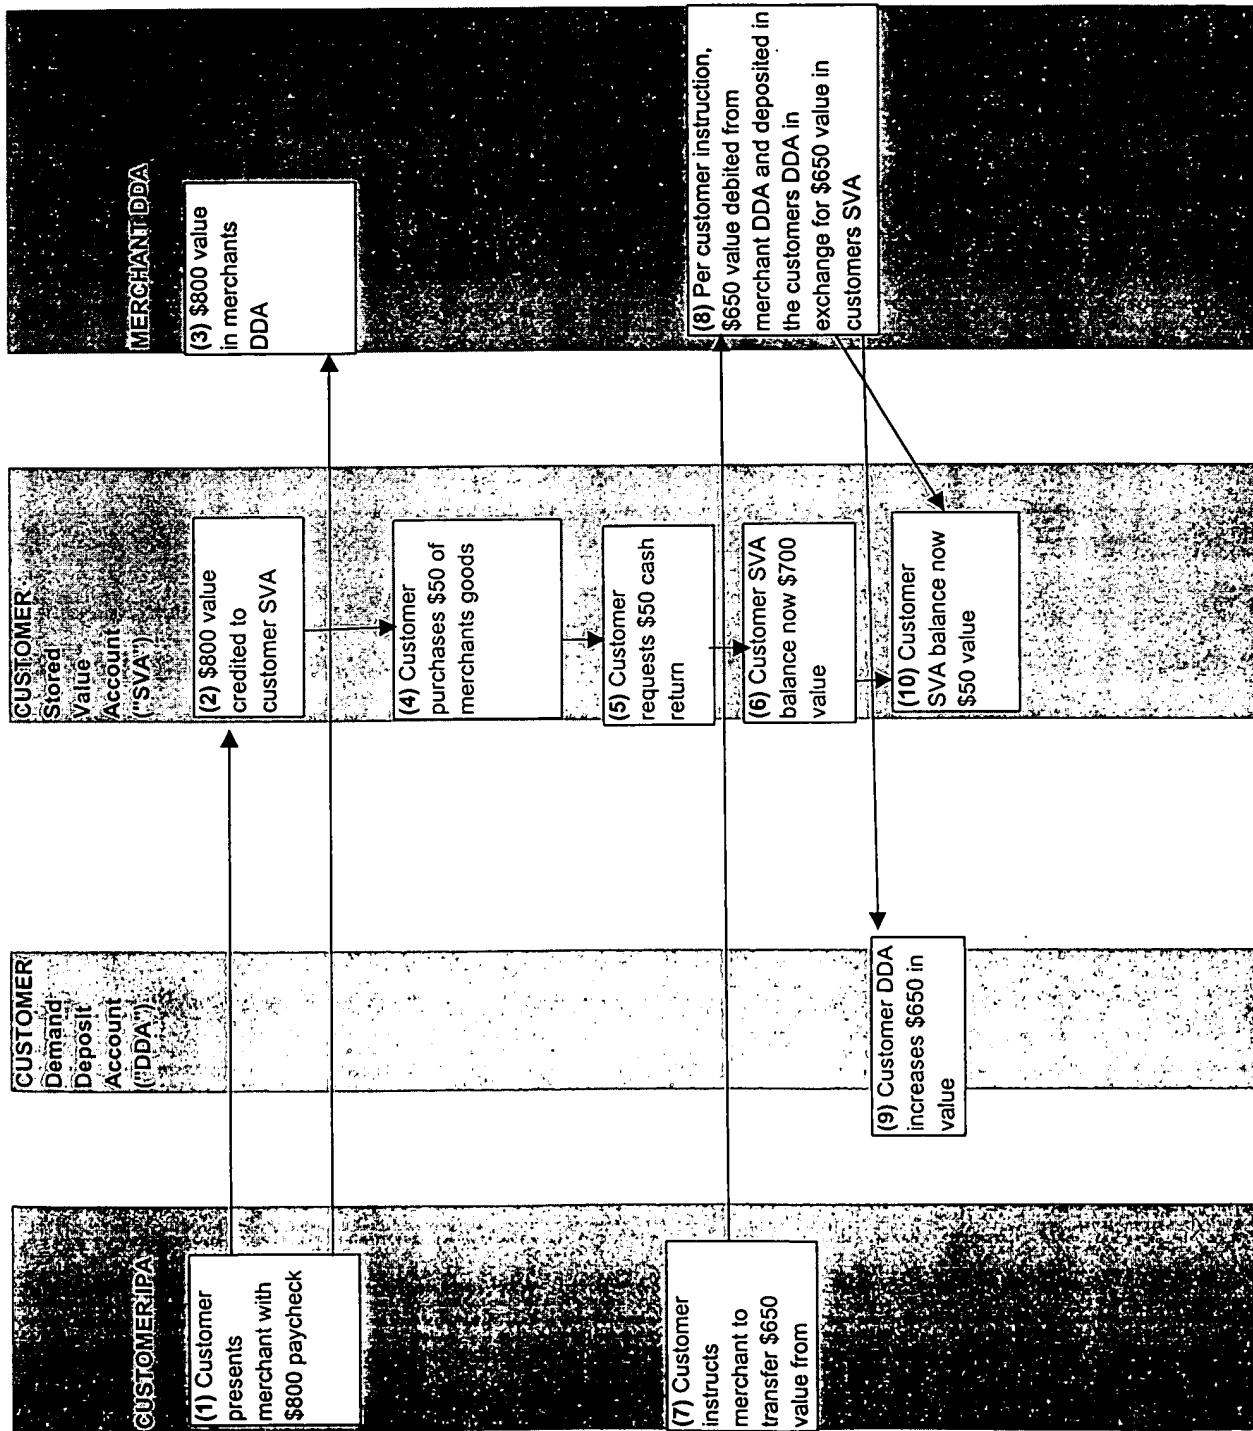 CUSTOMER IPA
(1) Customer
presents
merchant with
$800 paycheck
(7) Customer
instructs
merchant to
transfer $650
value from
CUSTOMER
Demand
Deposit
Account
("DDA")
(9) Customer DDA
increases $650 in
value
CUSTOMER
Stored
Value
Account
("SVA")
(2) $800 value
credited to
customer SVA
(4) Customer
purchases $50 of
merchants goods
(5) Customer
requests $50 cash
return
(6) Customer SVA
balance now $700
value
(10) Customer
SVA balance now
$50 value
MERCHANT DDA
(3) $800 value
in merchants
DDA
(8) Per customer instruction,
$650 value debited from
merchant DDA and deposited in
the customers DDA in
exchange for $650 value in
customers SVA